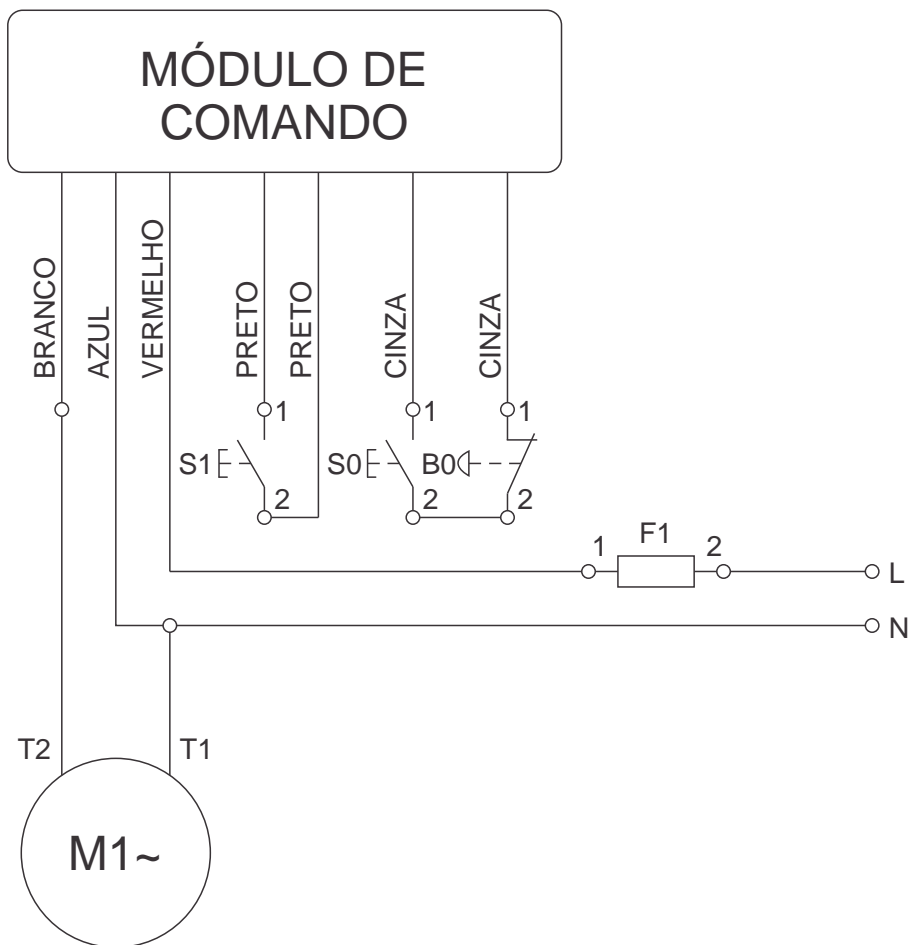 MÓDULO DE
COMANDO
BRANCO
AZUL
VERMELHO
PRETO
PRETO
CINZA
CINZA
1
1
1
S1
S0
B0
2
2
2
1
F1
2
L
N
T2
T1
M1~